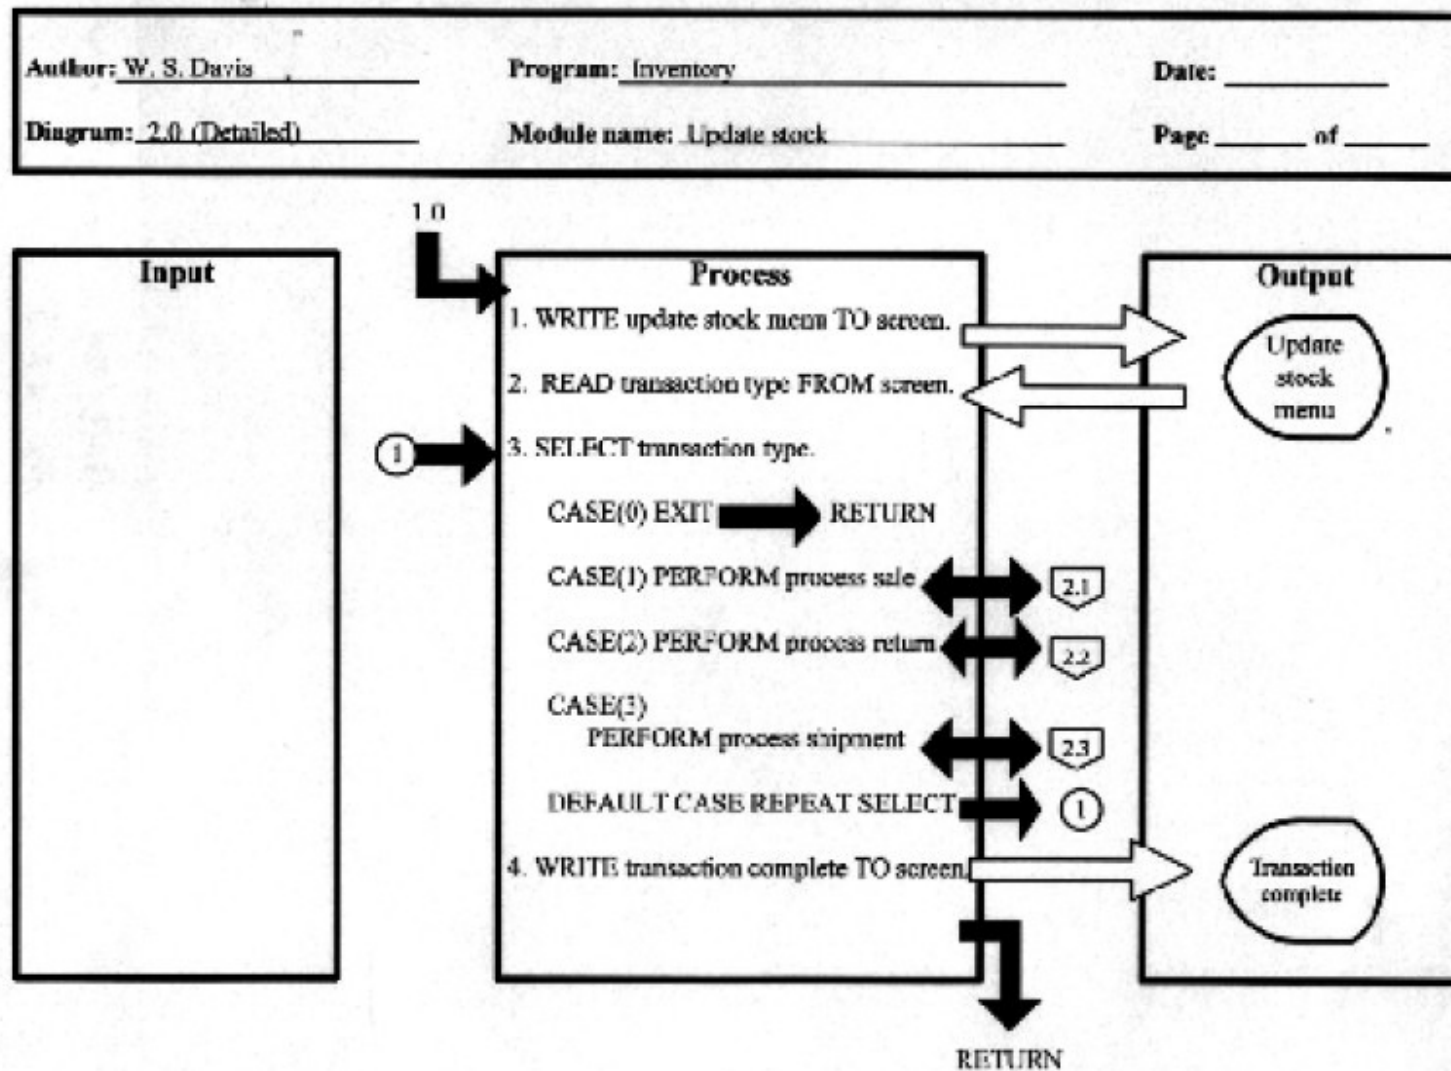 Author: W. S. Davis Program: Inventory Date:
Diagram: 2.0 (Detailed) Module name: Update stock Page of
1.0
Input Process Output
1. WRITE update stock menu TO screen.
Update
stock
menu
2. READ transaction type FROM screen.
1 3. SELECT transaction type.
CASE(0) EXIT RETURN
CASE(1) PERFORM process sale 2.1
CASE(2) PERFORM process return 2.2
CASE(3)
PERFORM process shipment 2.3
DEFAULT CASE REPEAT SELECT 1
4. WRITE transaction complete TO screen.
Transaction
complete
RETURN